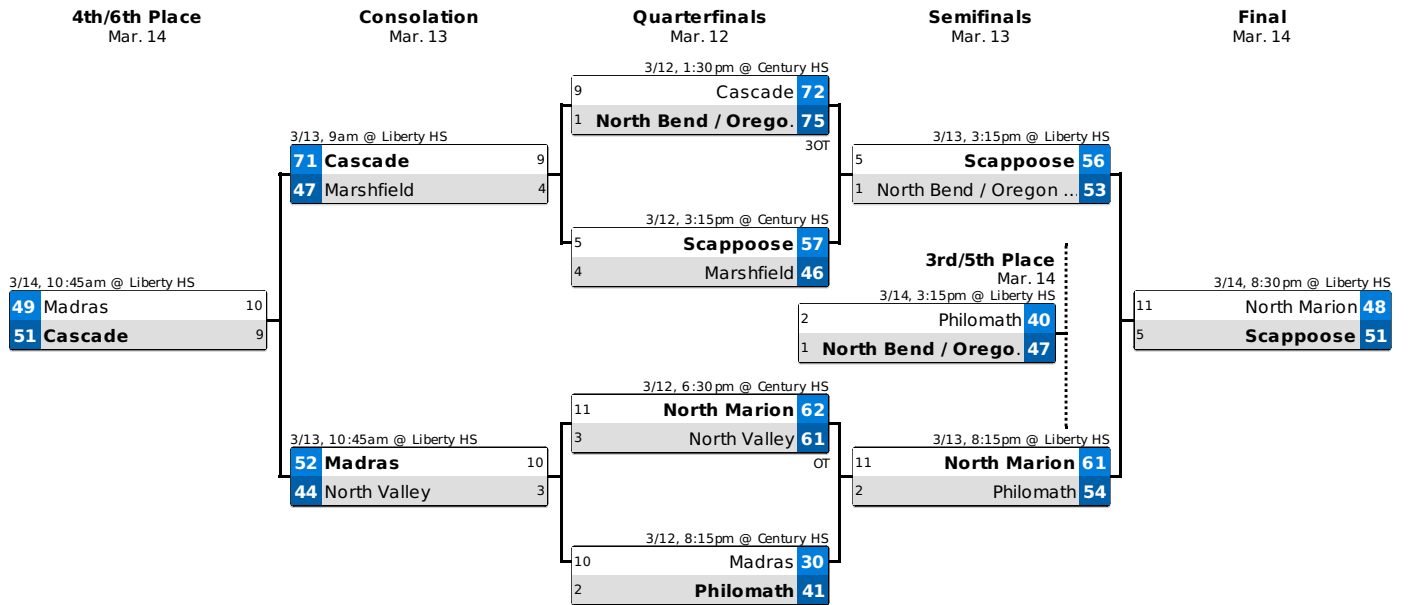 4th/6th Place
Mar. 14
Consolation
Mar. 13
Quarterfinals
Mar. 12
Semifinals
Mar. 13
Final
Mar. 14
3/14, 10:45am @ Liberty HS
49 Madras 10
51 Cascade 9
3/13, 9am @ Liberty HS
71 Cascade 9
47 Marshfield 4
3/13, 10:45am @ Liberty HS
52 Madras 10
44 North Valley 3
3/12, 1:30pm @ Century HS
9 Cascade 72
1 North Bend / Orego. 75
3OT
3/12, 3:15pm @ Century HS
5 Scappoose 57
4 Marshfield 46
3/12, 6:30pm @ Century HS
11 North Marion 62
3 North Valley 61
OT
3/12, 8:15pm @ Century HS
10 Madras 30
2 Philomath 41
3/13, 3:15pm @ Liberty HS
5 Scappoose 56
1 North Bend / Oregon ... 53
3rd/5th Place
Mar. 14
3/14, 3:15pm @ Liberty HS
2 Philomath 40
1 North Bend / Orego. 47
3/13, 8:15pm @ Liberty HS
11 North Marion 61
2 Philomath 54
3/14, 8:30pm @ Liberty HS
11 North Marion 48
5 Scappoose 51